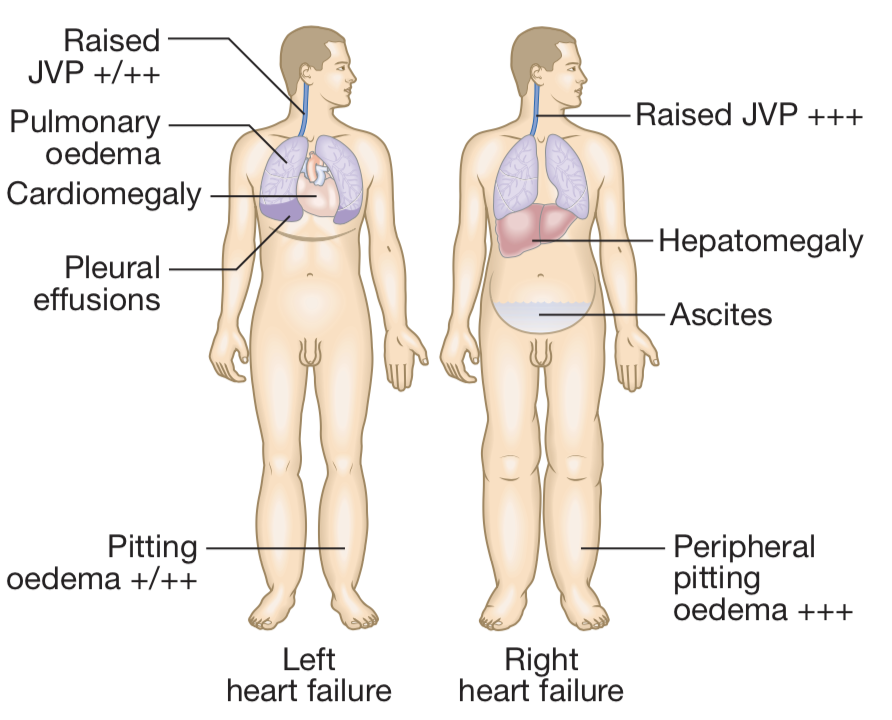 Raised
JVP +/++
Pulmonary
oedema
Cardiomegaly
Pleural
effusions
Pitting
oedema +/++
Left
heart failure
Raised JVP +++
Hepatomegaly
Ascites
Peripheral
pitting
oedema +++
Right
heart failure